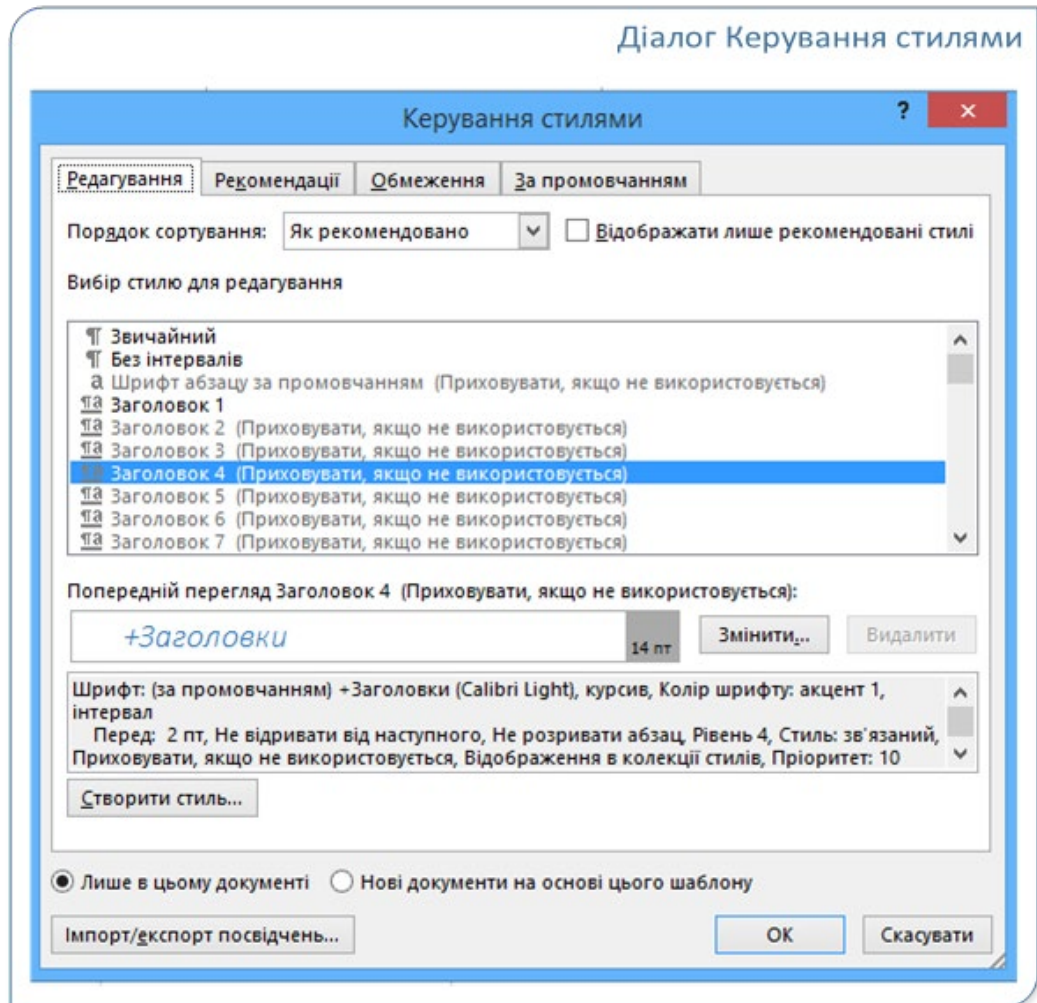 Діалог Керування стилями
Керування стилями
?
Редагування Рекомендації Обмеження За промовчанням
Порядок сортування: Як рекомендовано Відображати лише рекомендовані стилі
Вибір стилю для редагування
¶ Звичайний
¶ Без інтервалів
a Шрифт абзацу за промовчанням (Приховувати, якщо не використовується)
¶a Заголовок 1
¶a Заголовок 2 (Приховувати, якщо не використовується)
¶a Заголовок 3 (Приховувати, якщо не використовується)
¶a Заголовок 4 (Приховувати, якщо не використовується)
¶a Заголовок 5 (Приховувати, якщо не використовується)
¶a Заголовок 6 (Приховувати, якщо не використовується)
¶a Заголовок 7 (Приховувати, якщо не використовується)
Попередній перегляд Заголовок 4 (Приховувати, якщо не використовується):
+Заголовки 14 пт Змінити... Видалити
Шрифт: (за промовчанням) +Заголовки (Calibri Light), курсив, Колір шрифту: акцент 1,
інтервал
Перед: 2 пт, Не відривати від наступного, Не розривати абзац, Рівень 4, Стиль: зв'язаний,
Приховувати, якщо не використовується, Відображення в колекції стилів, Пріоритет: 10
Створити стиль...
Лише в цьому документі Нові документи на основі цього шаблону
Імпорт/експорт посвідчень... ОК Скасувати